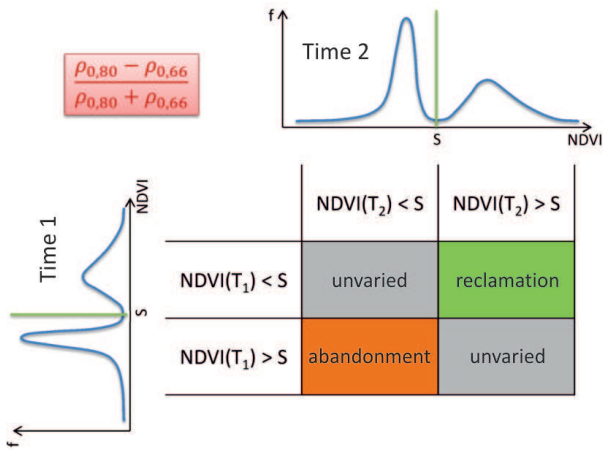 f
Time 2
ρ0,80 − ρ0,66
ρ0,80 + ρ0,66
S
NDVI
NDVI
Time 1
S
f
NDVI(T2) < S
NDVI(T2) > S
NDVI(T1) < S
unvaried
reclamation
NDVI(T1) > S
abandonment
unvaried